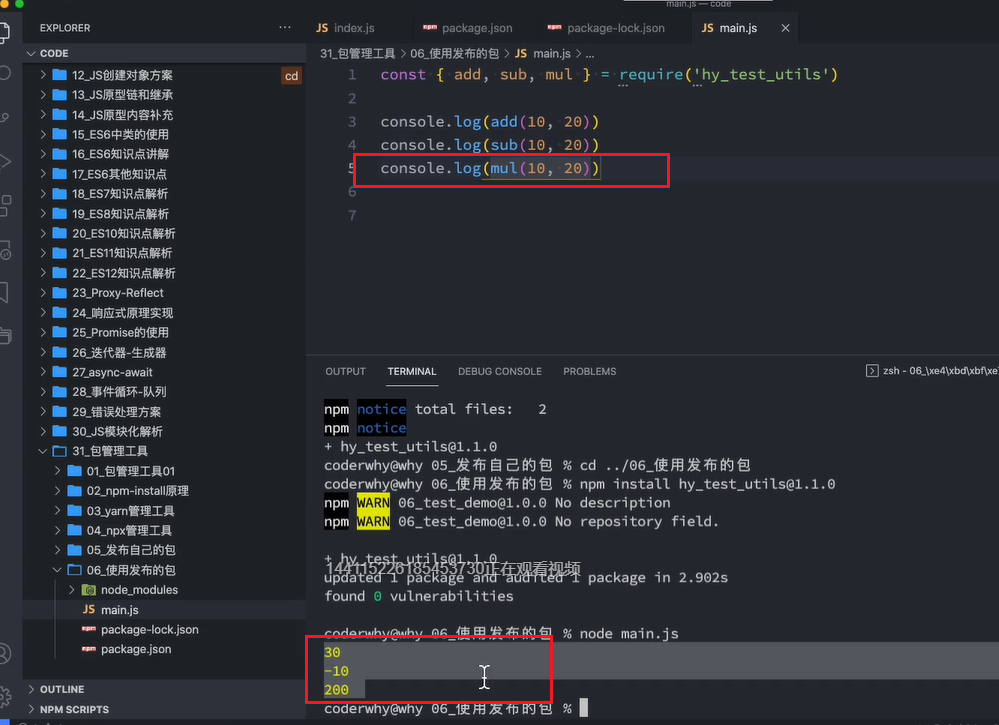 main.js — code
EXPLORER ···
CODE
12_JS创建对象方案 cd
13_JS原型链和继承
14_JS原型内容补充
15_ES6中类的使用
16_ES6知识点讲解
17_ES6其他知识点
18_ES7知识点解析
19_ES8知识点解析
20_ES10知识点解析
21_ES11知识点解析
22_ES12知识点解析
23_Proxy-Reflect
24_响应式原理实现
25_Promise的使用
26_迭代器-生成器
27_async-await
28_事件循环-队列
29_错误处理方案
30_JS模块化解析
31_包管理工具
01_包管理工具01
02_npm-install原理
03_yarn管理工具
04_npx管理工具
05_发布自己的包
06_使用发布的包
node_modules
JS main.js
package-lock.json
package.json
OUTLINE
NPM SCRIPTS
JS index.js npm package.json npm package-lock.json JS main.js
31_包管理工具 > 06_使用发布的包 > JS main.js > ...
1 const { add, sub, mul } = require('hy_test_utils')
2
3 console.log(add(10, 20))
4 console.log(sub(10, 20))
5 console.log(mul(10, 20))
6
7
OUTPUT TERMINAL DEBUG CONSOLE PROBLEMS zsh - 06_\xe4\xbd\xbf\xe7
npm notice total files: 2
npm notice
+ hy_test_utils@1.1.0
coderwhy@why 05_发布自己的包 % cd ../06_使用发布的包
coderwhy@why 06_使用发布的包 % npm install hy_test_utils@1.1.0
npm WARN 06_test_demo@1.0.0 No description
npm WARN 06_test_demo@1.0.0 No repository field.
+ hy_test_utils@1.1.0
144115226185453730正在观看视频
updated 1 package and audited 1 package in 2.902s
found 0 vulnerabilities
coderwhy@why 06_使用发布的包 % node main.js
30
-10
200
coderwhy@why 06_使用发布的包 %